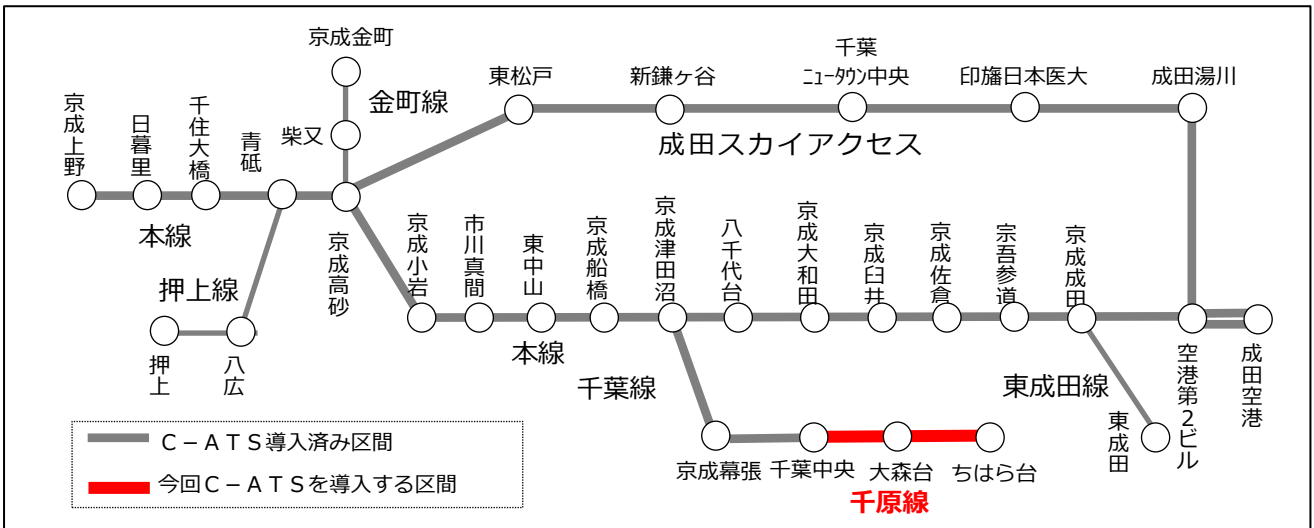 京成金町
金町線
柴又
京成上野
日暮里
千住大橋
青砥
本線
押上線
押上
八広
京成高砂
東松戸
新鎌ヶ谷
千葉
ニュータウン中央
印旛日本医大
成田湯川
成田スカイアクセス
京成小岩
市川真間
東中山
京成船橋
京成津田沼
八千代台
京成大和田
京成臼井
京成佐倉
宗吾参道
京成成田
空港第2ビル
成田空港
本線
千葉線
東成田線
東成田
京成幕張
千葉中央
大森台
ちはら台
千原線
C-ATS導入済み区間
今回C-ATSを導入する区間